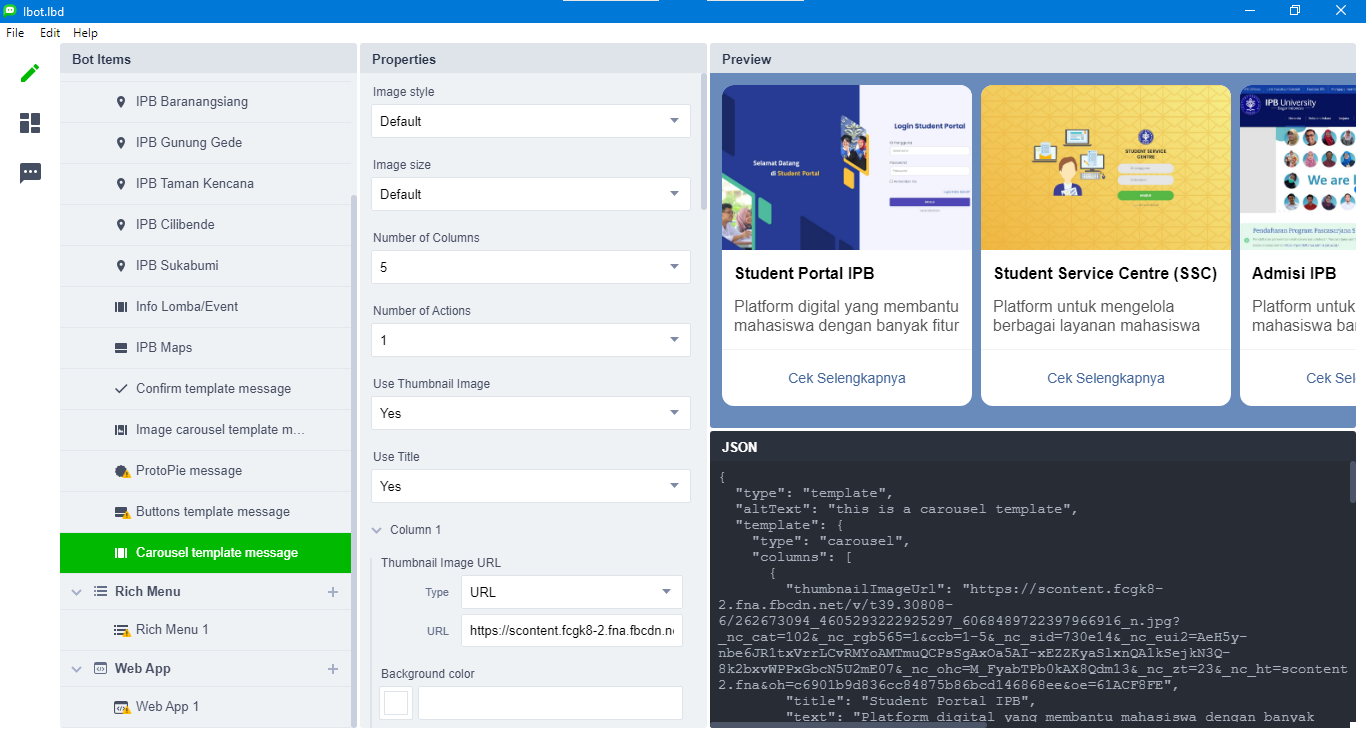 lbot.lbd
File Edit Help
Bot Items
IPB Baranangsiang
IPB Gunung Gede
IPB Taman Kencana
IPB Cilibende
IPB Sukabumi
Info Lomba/Event
IPB Maps
Confirm template message
Image carousel template m...
ProtoPie message
Buttons template message
Carousel template message
Rich Menu
Rich Menu 1
Web App
Web App 1
Properties
Image style
Default
Image size
Default
Number of Columns
5
Number of Actions
1
Use Thumbnail Image
Yes
Use Title
Yes
Column 1
Thumbnail Image URL
Type URL
URL https://scontent.fcgk8-2.fna.fbcdn.n
Background color
Preview
Selamat Datang
di Student Portal
Login Student Portal
Student Portal IPB
Platform digital yang membantu
mahasiswa dengan banyak fitur
Cek Selengkapnya
STUDENT SERVICE
CENTRE
Student Service Centre (SSC)
Platform untuk mengelola
berbagai layanan mahasiswa
Cek Selengkapnya
IPB University
We are
Pendaftaran Program Pascasarjana S
Admisi IPB
Platform untuk
mahasiswa ba
Cek Sel
JSON
{
"type": "template",
"altText": "this is a carousel template",
"template": {
"type": "carousel",
"columns": [
{
"thumbnailImageUrl": "https://scontent.fcgk8-
2.fna.fbcdn.net/v/t39.30808-
6/262673094_4605293222925297_6068489722397966916_n.jpg?
_nc_cat=102&_nc_rgb565=1&ccb=1-5&_nc_sid=730e14&_nc_eui2=AeH5y-
nbe6JR1txVrrLCvRMYoAMTmuQCPsSgAxOa5AI-xEZZKyaSlxnQA1kSejkN3Q-
8k2bxvWPPxGbcN5U2mE07&_nc_ohc=M_FyabTPb0kAX8Qdm13&_nc_zt=23&_nc_ht=scontent
2.fna&oh=c6901b9d836cc84875b86bcd146868ee&oe=61ACF8FE",
"title": "Student Portal IPB",
"text": "Platform digital yang membantu mahasiswa dengan banyak